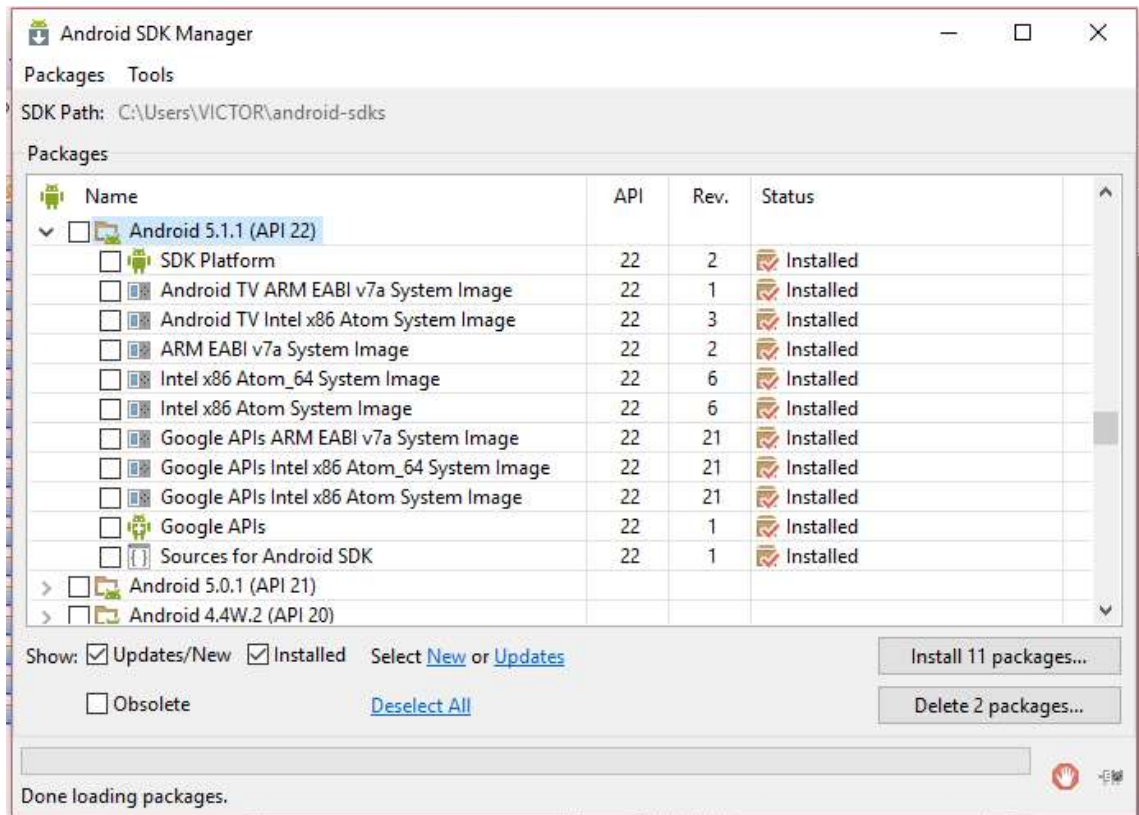 Android SDK Manager
Packages Tools
SDK Path: C:\Users\VICTOR\android-sdks
Packages
Name API Rev. Status
Android 5.1.1 (API 22)
SDK Platform 22 2 Installed
Android TV ARM EABI v7a System Image 22 1 Installed
Android TV Intel x86 Atom System Image 22 3 Installed
ARM EABI v7a System Image 22 2 Installed
Intel x86 Atom_64 System Image 22 6 Installed
Intel x86 Atom System Image 22 6 Installed
Google APIs ARM EABI v7a System Image 22 21 Installed
Google APIs Intel x86 Atom_64 System Image 22 21 Installed
Google APIs Intel x86 Atom System Image 22 21 Installed
Google APIs 22 1 Installed
Sources for Android SDK 22 1 Installed
Android 5.0.1 (API 21)
Android 4.4W.2 (API 20)
Show: Updates/New Installed Select New or Updates Install 11 packages...
Obsolete Deselect All Delete 2 packages...
Done loading packages.